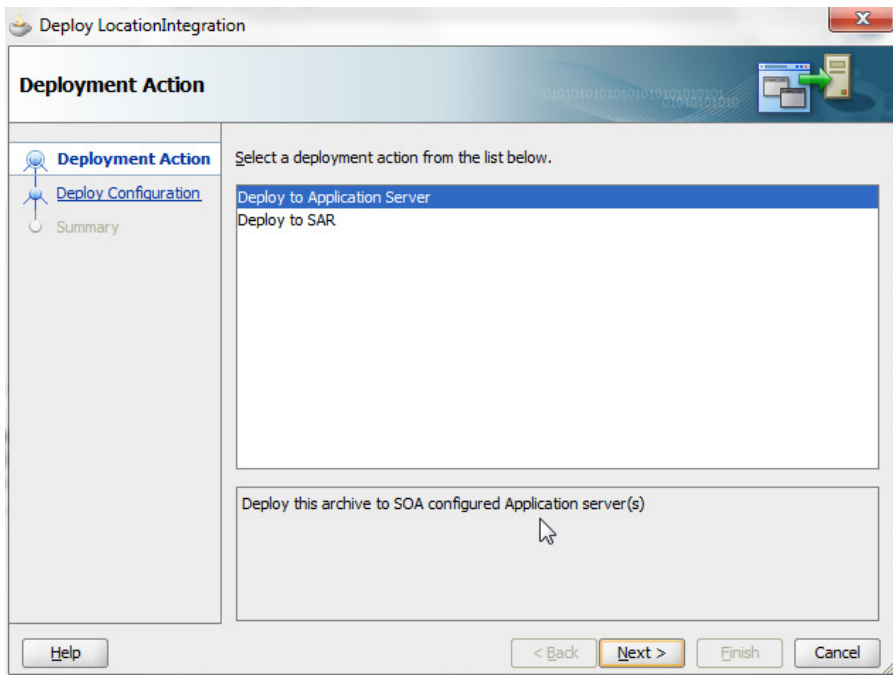 Deploy LocationIntegration
Deployment Action
Deployment Action
Deploy Configuration
Summary
Select a deployment action from the list below.
Deploy to Application Server
Deploy to SAR
Deploy this archive to SOA configured Application server(s)
Help
< Back
Next >
Finish
Cancel